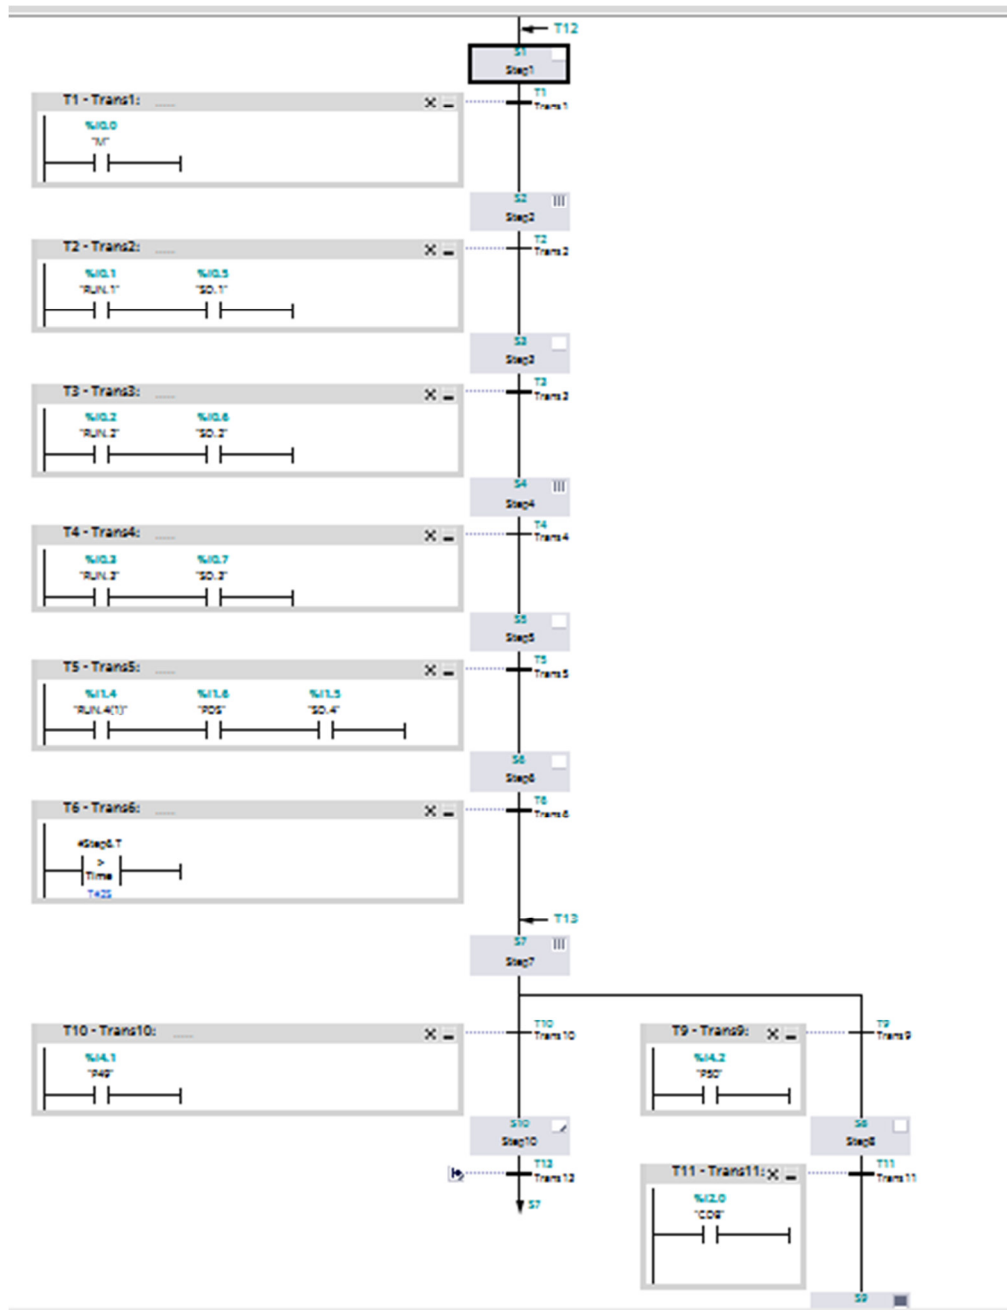 T12
S1
Step1
T1 - Trans1:
T1
Trans1
%I0.0
"M"
S2
Step2
T2 - Trans2:
T2
Trans2
%I0.1
%I0.5
"RUN.1"
"SD.1"
S3
Step3
T3 - Trans3:
T3
Trans3
%I0.2
%I0.6
"RUN.2"
"SD.2"
S4
Step4
T4 - Trans4:
T4
Trans4
%I0.3
%I0.7
"RUN.3"
"SD.3"
S5
Step5
T5 - Trans5:
T5
Trans5
%I1.4
%I1.6
%I1.5
"RUN.4(1)"
"POS"
"SD.4"
S6
Step6
T6 - Trans6:
T6
Trans6
#Step6.T
>
Time
T#2S
T13
S7
Step7
T10 - Trans10:
T10
Trans10
T9 - Trans9:
T9
Trans9
%I4.1
"P49"
%I4.2
"P50"
S10
Step10
S8
Step8
T13
Trans13
T11 - Trans11:
T11
Trans11
S7
%I2.0
S9